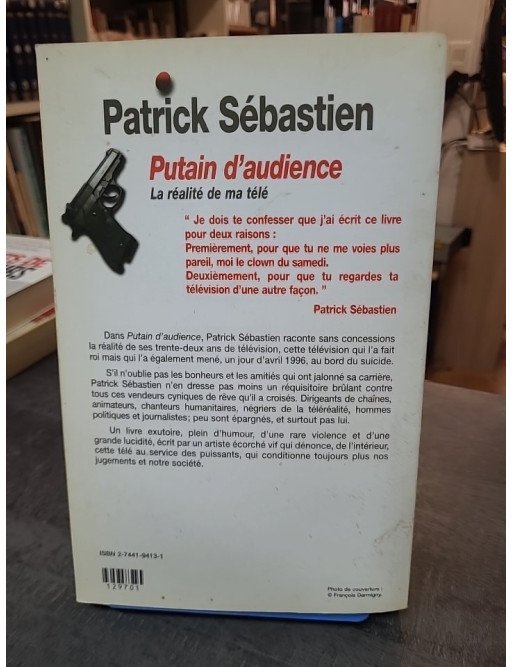 Patrick Sébastien
Putain d'audience
La réalité de ma télé
" Je dois te confesser que j'ai écrit ce livre
pour deux raisons :
Premièrement, pour que tu ne me voies plus
pareil, moi le clown du samedi.
Deuxièmement, pour que tu regardes ta
télévision d'une autre façon. "
Patrick Sébastien
Dans Putain d'audience, Patrick Sébastien raconte sans concessions
la réalité de ses trente-deux ans de télévision, cette télévision qui l'a fait
roi mais qui l'a également mené, un jour d'avril 1996, au bord du suicide.
S'il n'oublie pas les bonheurs et les amitiés qui ont jalonné sa carrière,
Patrick Sébastien n'en dresse pas moins un réquisitoire brûlant contre
tous ces vendeurs cyniques de rêve qu'il a croisés. Dirigeants de chaînes,
animateurs, chanteurs humanitaires, négriers de la téléréalité, hommes
politiques et journalistes ; peu sont épargnés, et surtout pas lui.
Un livre exutoire, plein d'humour, d'une rare violence et d'une
grande lucidité, écrit par un artiste écorché vif qui dénonce, de l'intérieur,
cette télé au service des puissants, qui conditionne toujours plus nos
jugements et notre société.
ISBN 2-7441-9413-1
129701
Photo de couverture :
© François Darmigny.